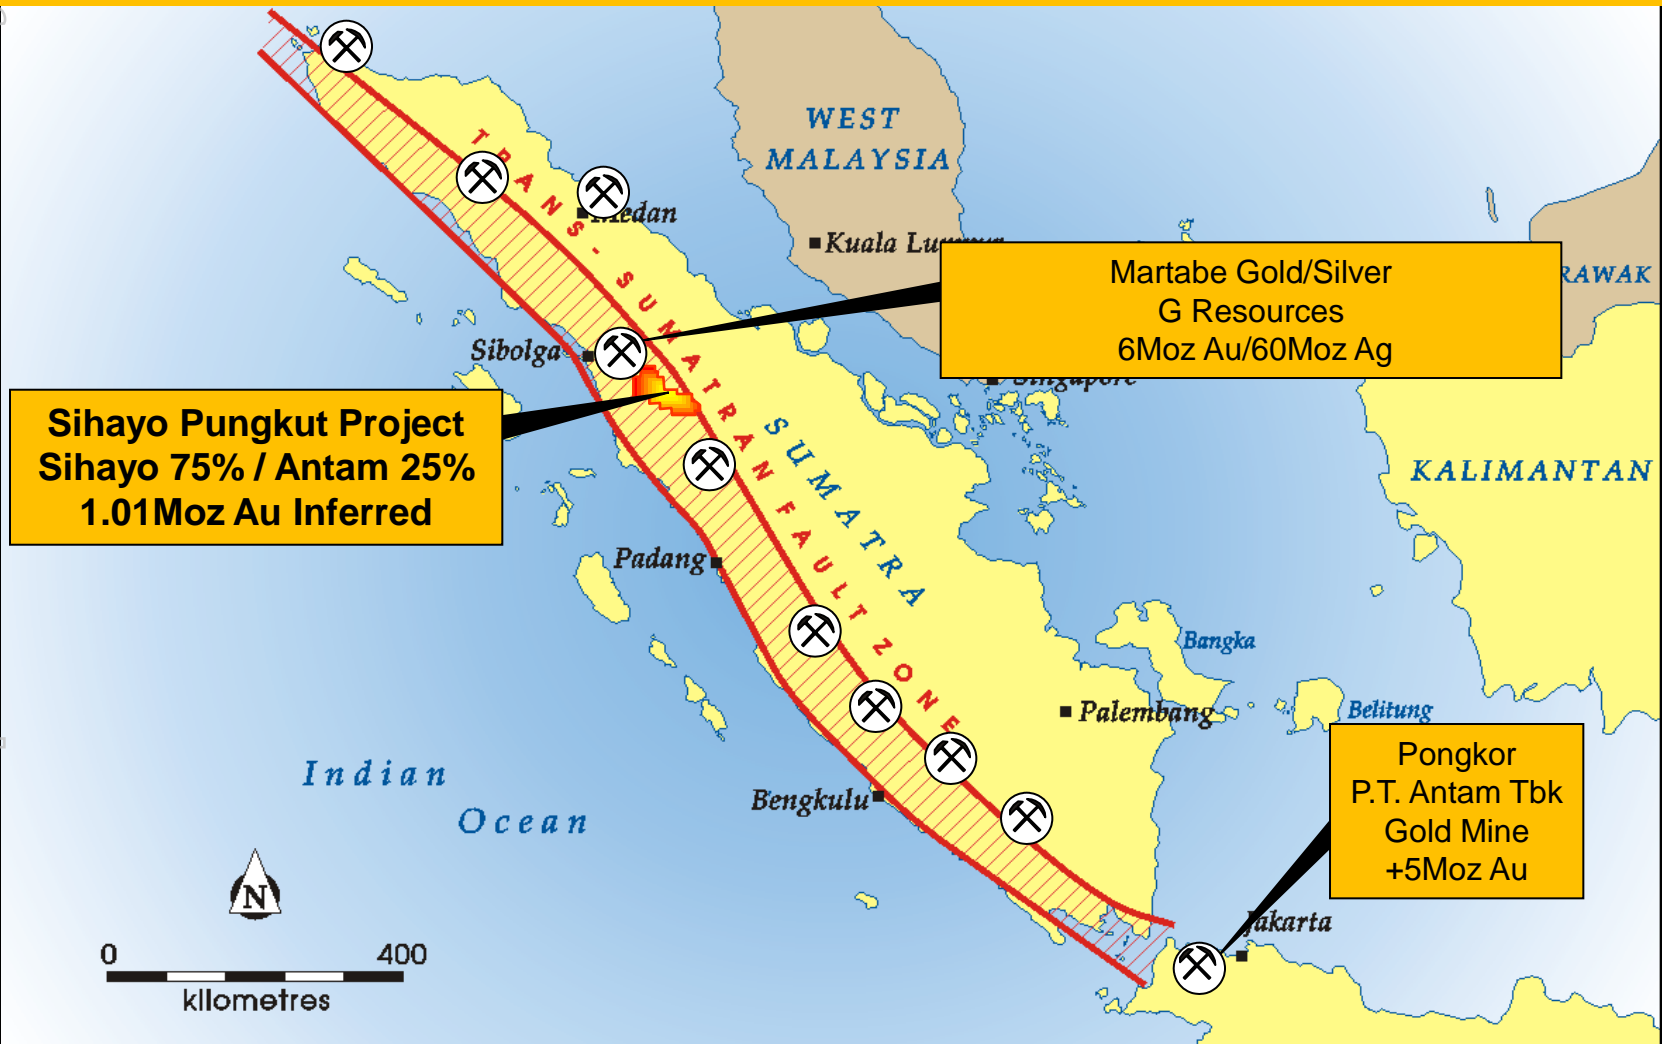 WEST
MALAYSIA
TRANS-SUMATRAN FAULT ZONE
Medan
Kuala Lumpur
Martabe Gold/Silver
G Resources
6Moz Au/60Moz Ag
RAWAK
Sibolga
Singapore
Sihayo Pungkut Project
Sihayo 75% / Antam 25%
1.01Moz Au Inferred
SUMATRA
KALIMANTAN
Padang
Bangka
Palembang
Belitung
Pongkor
P.T. Antam Tbk
Gold Mine
+5Moz Au
Indian
Ocean
Bengkulu
N
Jakarta
0 400
kilometres